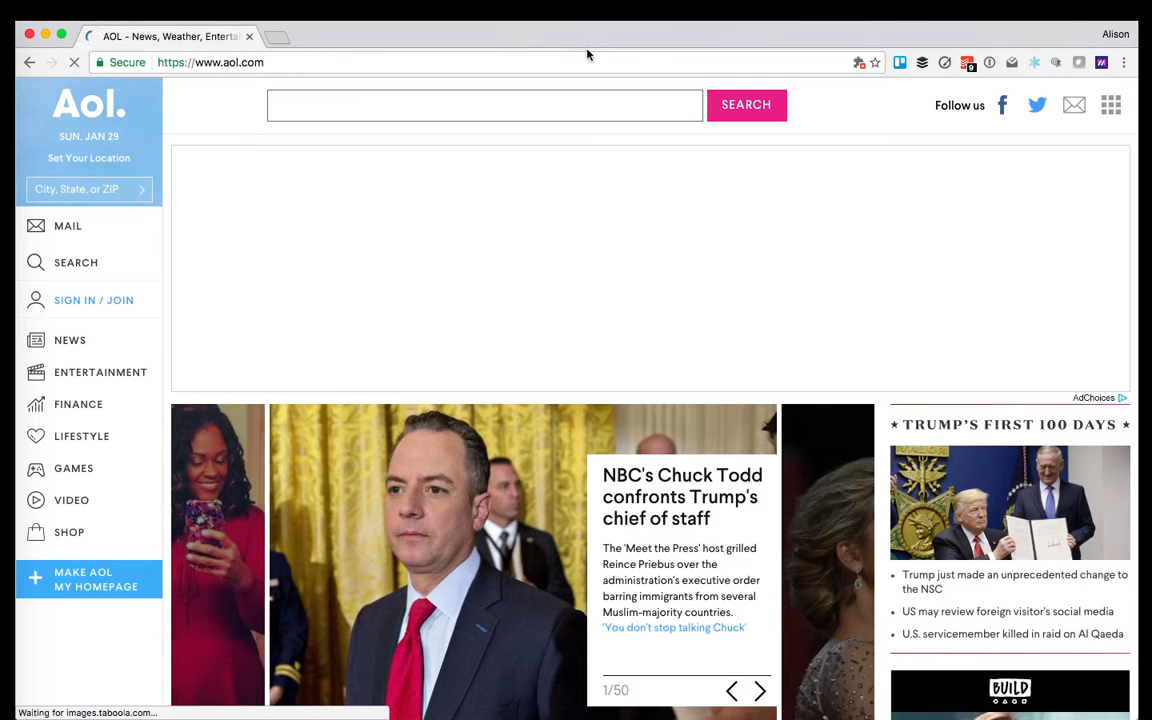 AOL - News, Weather, Enterta
Alison
Secure
https://www.aol.com
9
Aol.
SUN, JAN 29
Set Your Location
City, State, or ZIP
SEARCH
Follow us
MAIL
SEARCH
SIGN IN / JOIN
NEWS
ENTERTAINMENT
FINANCE
LIFESTYLE
GAMES
VIDEO
SHOP
MAKE AOL
MY HOMEPAGE
AdChoices
NBC's Chuck Todd
confronts Trump's
chief of staff
The 'Meet the Press' host grilled
Reince Priebus over the
administration's executive order
barring immigrants from several
Muslim-majority countries.
'You don't stop talking Chuck'
1/50
TRUMP'S FIRST 100 DAYS
Trump just made an unprecedented change to
the NSC
US may review foreign visitor's social media
U.S. servicemember killed in raid on Al Qaeda
BUILD
Waiting for images.taboola.com...